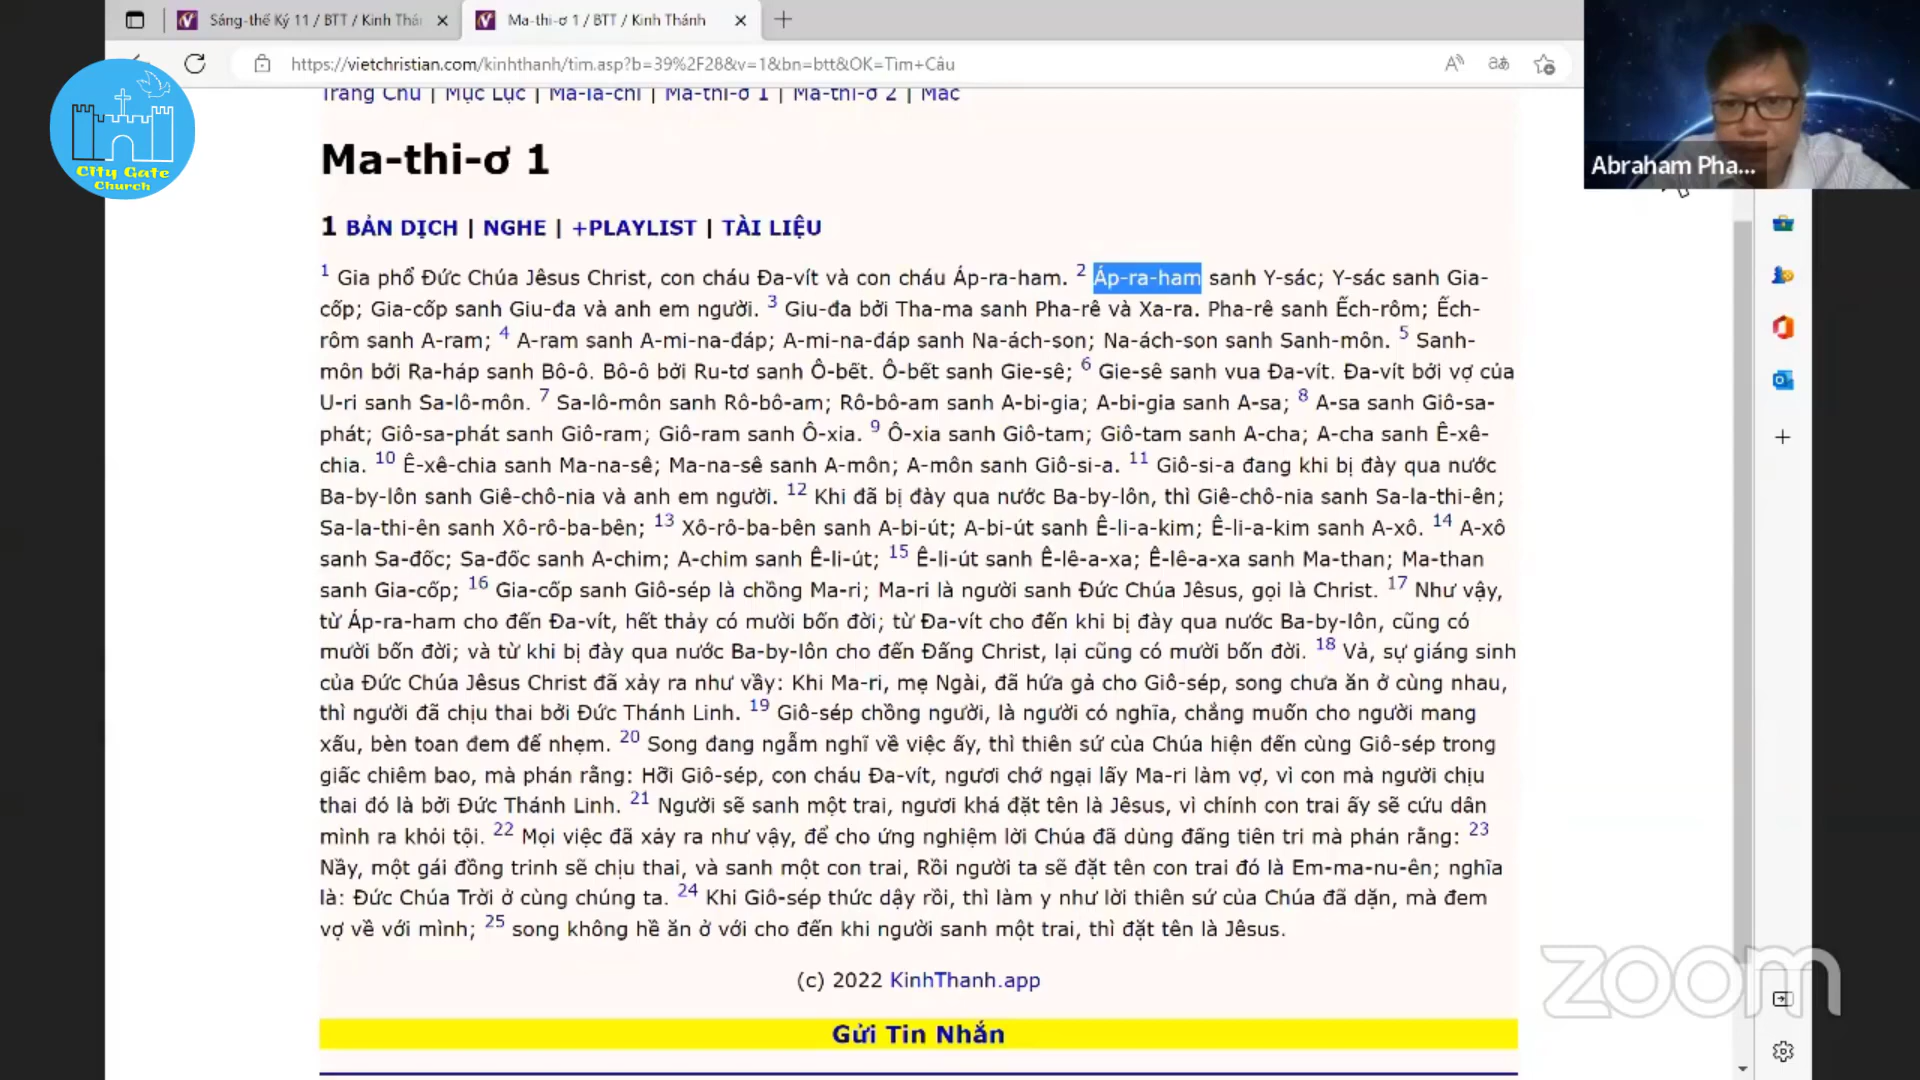 Sáng-thế Ký 11 / BTT / Kinh Thá
Ma-thi-ơ 1 / BTT / Kinh Thánh
https://vietchristian.com/kinhthanh/tim.asp?b=39%2F28&v=1&bn=btt&OK=Tìm+Câu
City Gate
Church
Abraham Pha...
Trang Chủ | Mục Lục | Ma-la-chi | Ma-thi-ơ 1 | Ma-thi-ơ 2 | Mác
Ma-thi-ơ 1
1 BẢN DỊCH | NGHE | +PLAYLIST | TÀI LIỆU
1 Gia phổ Đức Chúa Jêsus Christ, con cháu Đa-vít và con cháu Áp-ra-ham. 2 Áp-ra-ham sanh Y-sác; Y-sác sanh Gia-
cốp; Gia-cốp sanh Giu-đa và anh em người. 3 Giu-đa bởi Tha-ma sanh Pha-rê và Xa-ra. Pha-rê sanh Ếch-rôm; Ếch-
rôm sanh A-ram; 4 A-ram sanh A-mi-na-đáp; A-mi-na-đáp sanh Na-ách-son; Na-ách-son sanh Sanh-môn. 5 Sanh-
môn bởi Ra-háp sanh Bô-ô. Bô-ô bởi Ru-tơ sanh Ô-bết. Ô-bết sanh Gie-sê; 6 Gie-sê sanh vua Đa-vít. Đa-vít bởi vợ của
U-ri sanh Sa-lô-môn. 7 Sa-lô-môn sanh Rô-bô-am; Rô-bô-am sanh A-bi-gia; A-bi-gia sanh A-sa; 8 A-sa sanh Giô-sa-
phát; Giô-sa-phát sanh Giô-ram; Giô-ram sanh Ô-xia. 9 Ô-xia sanh Giô-tam; Giô-tam sanh A-cha; A-cha sanh Ê-xê-
chia. 10 Ê-xê-chia sanh Ma-na-sê; Ma-na-sê sanh A-môn; A-môn sanh Giô-si-a. 11 Giô-si-a đang khi bị đày qua nước
Ba-by-lôn sanh Giê-chô-nia và anh em người. 12 Khi đã bị đày qua nước Ba-by-lôn, thì Giê-chô-nia sanh Sa-la-thi-ên;
Sa-la-thi-ên sanh Xô-rô-ba-bên; 13 Xô-rô-ba-bên sanh A-bi-út; A-bi-út sanh Ê-li-a-kim; Ê-li-a-kim sanh A-xô. 14 A-xô
sanh Sa-đốc; Sa-đốc sanh A-chim; A-chim sanh Ê-li-út; 15 Ê-li-út sanh Ê-lê-a-xa; Ê-lê-a-xa sanh Ma-than; Ma-than
sanh Gia-cốp; 16 Gia-cốp sanh Giô-sép là chồng Ma-ri; Ma-ri là người sanh Đức Chúa Jêsus, gọi là Christ. 17 Như vậy,
từ Áp-ra-ham cho đến Đa-vít, hết thảy có mười bốn đời; từ Đa-vít cho đến khi bị đày qua nước Ba-by-lôn, cũng có
mười bốn đời; và từ khi bị đày qua nước Ba-by-lôn cho đến Đấng Christ, lại cũng có mười bốn đời. 18 Vả, sự giáng sinh
của Đức Chúa Jêsus Christ đã xảy ra như vầy: Khi Ma-ri, mẹ Ngài, đã hứa gả cho Giô-sép, song chưa ăn ở cùng nhau,
thì người đã chịu thai bởi Đức Thánh Linh. 19 Giô-sép chồng người, là người có nghĩa, chẳng muốn cho người mang
xấu, bèn toan đem để nhẹm. 20 Song đang ngẫm nghĩ về việc ấy, thì thiên sứ của Chúa hiện đến cùng Giô-sép trong
giấc chiêm bao, mà phán rằng: Hỡi Giô-sép, con cháu Đa-vít, ngươi chớ ngại lấy Ma-ri làm vợ, vì con mà người chịu
thai đó là bởi Đức Thánh Linh. 21 Người sẽ sanh một trai, ngươi khá đặt tên là Jêsus, vì chính con trai ấy sẽ cứu dân
mình ra khỏi tội. 22 Mọi việc đã xảy ra như vậy, để cho ứng nghiệm lời Chúa đã dùng đấng tiên tri mà phán rằng: 23
Nầy, một gái đồng trinh sẽ chịu thai, và sanh một con trai, Rồi người ta sẽ đặt tên con trai đó là Em-ma-nu-ên; nghĩa
là: Đức Chúa Trời ở cùng chúng ta. 24 Khi Giô-sép thức dậy rồi, thì làm y như lời thiên sứ của Chúa đã dặn, mà đem
vợ về với mình; 25 song không hề ăn ở với cho đến khi người sanh một trai, thì đặt tên là Jêsus.
(c) 2022 KinhThanh.app
Gửi Tin Nhắn
zoom